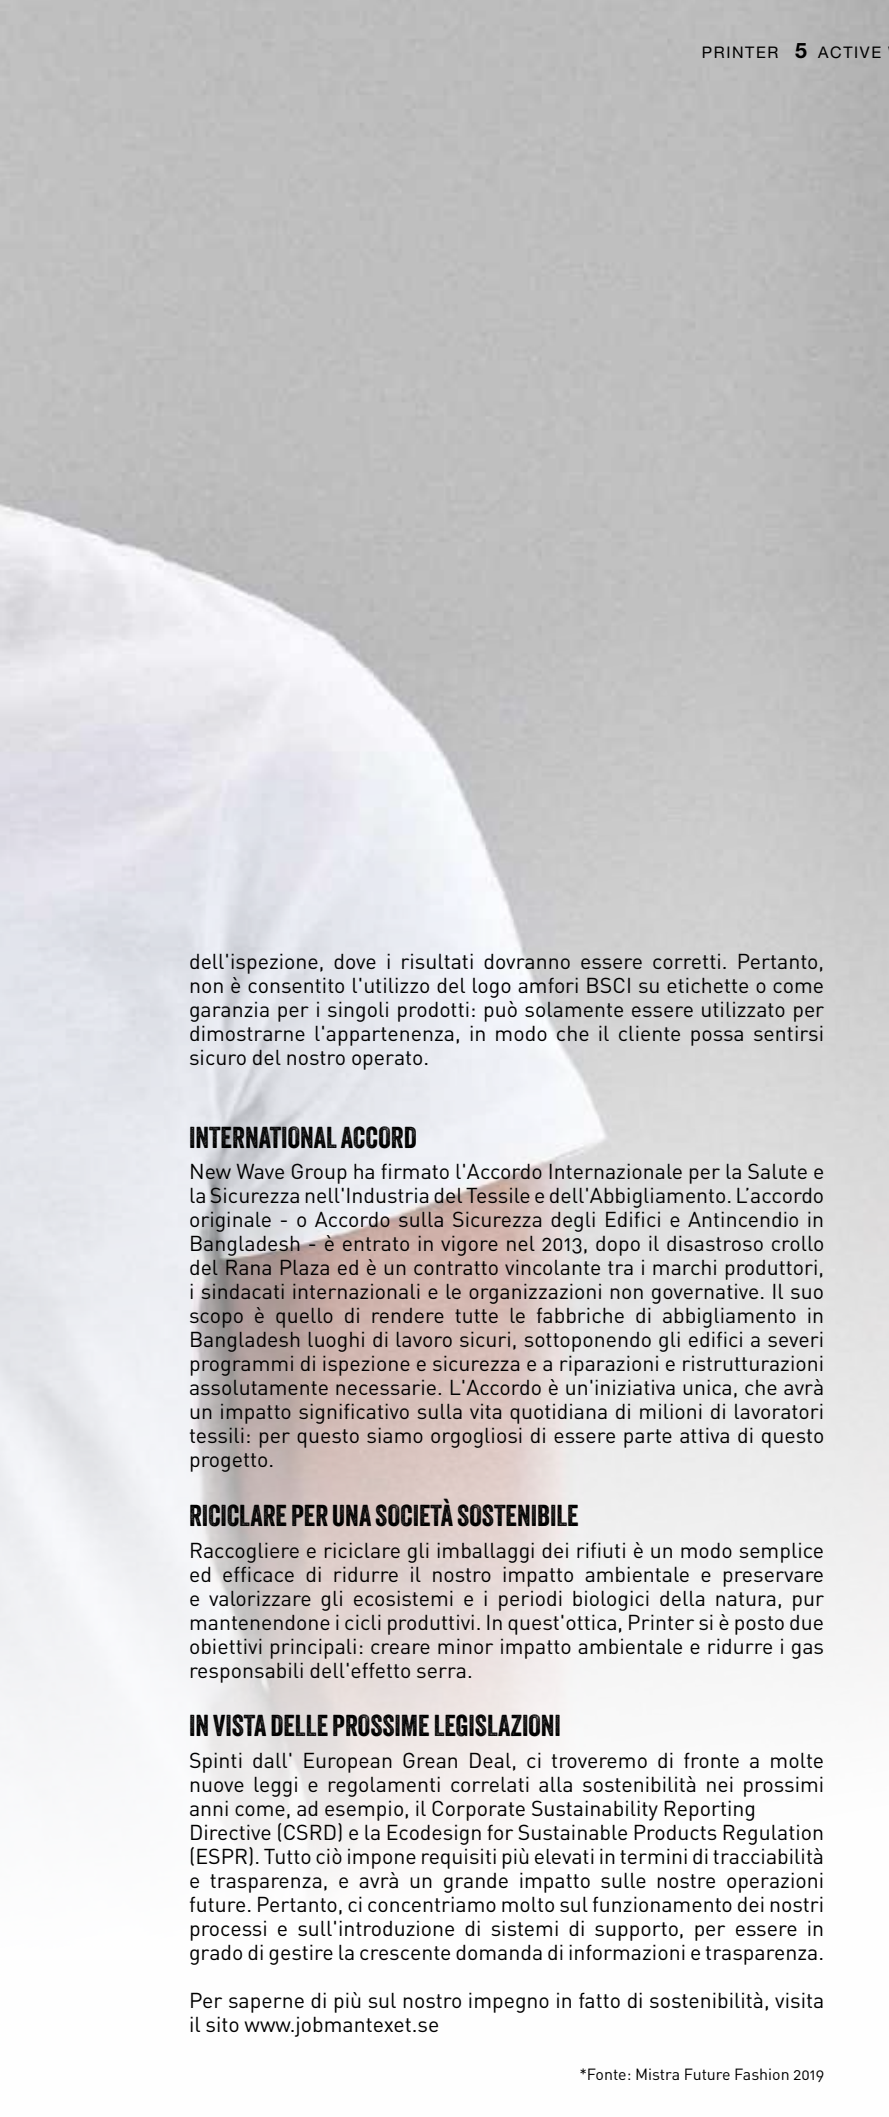 PRINTER 5 ACTIVE
dell'ispezione, dove i risultati dovranno essere corretti. Pertanto,
non è consentito l'utilizzo del logo amfori BSCI su etichette o come
garanzia per i singoli prodotti: può solamente essere utilizzato per
dimostrarne l'appartenenza, in modo che il cliente possa sentirsi
sicuro del nostro operato.
INTERNATIONAL ACCORD
New Wave Group ha firmato l'Accordo Internazionale per la Salute e
la Sicurezza nell'Industria del Tessile e dell'Abbigliamento. L’accordo
originale - o Accordo sulla Sicurezza degli Edifici e Antincendio in
Bangladesh - è entrato in vigore nel 2013, dopo il disastroso crollo
del Rana Plaza ed è un contratto vincolante tra i marchi produttori,
i sindacati internazionali e le organizzazioni non governative. Il suo
scopo è quello di rendere tutte le fabbriche di abbigliamento in
Bangladesh luoghi di lavoro sicuri, sottoponendo gli edifici a severi
programmi di ispezione e sicurezza e a riparazioni e ristrutturazioni
assolutamente necessarie. L'Accordo è un'iniziativa unica, che avrà
un impatto significativo sulla vita quotidiana di milioni di lavoratori
tessili: per questo siamo orgogliosi di essere parte attiva di questo
progetto.
RICICLARE PER UNA SOCIETÀ SOSTENIBILE
Raccogliere e riciclare gli imballaggi dei rifiuti è un modo semplice
ed efficace di ridurre il nostro impatto ambientale e preservare
e valorizzare gli ecosistemi e i periodi biologici della natura, pur
mantenendone i cicli produttivi. In quest'ottica, Printer si è posto due
obiettivi principali: creare minor impatto ambientale e ridurre i gas
responsabili dell'effetto serra.
IN VISTA DELLE PROSSIME LEGISLAZIONI
Spinti dall' European Grean Deal, ci troveremo di fronte a molte
nuove leggi e regolamenti correlati alla sostenibilità nei prossimi
anni come, ad esempio, il Corporate Sustainability Reporting
Directive (CSRD) e la Ecodesign for Sustainable Products Regulation
(ESPR). Tutto ciò impone requisiti più elevati in termini di tracciabilità
e trasparenza, e avrà un grande impatto sulle nostre operazioni
future. Pertanto, ci concentriamo molto sul funzionamento dei nostri
processi e sull'introduzione di sistemi di supporto, per essere in
grado di gestire la crescente domanda di informazioni e trasparenza.
Per saperne di più sul nostro impegno in fatto di sostenibilità, visita
il sito www.jobmantexet.se
*Fonte: Mistra Future Fashion 2019